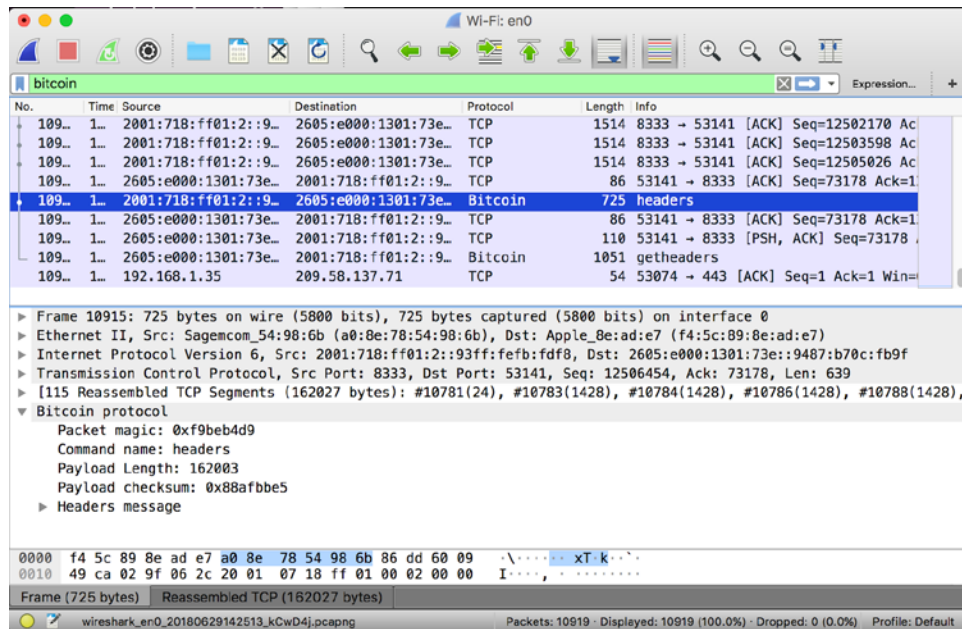 Wi-Fi: en0
bitcoin Expression... +
No. Time Source Destination Protocol Length Info
109… 1… 2001:718:ff01:2::9… 2605:e000:1301:73e… TCP 1514 8333 → 53141 [ACK] Seq=12502170 Ac
109… 1… 2001:718:ff01:2::9… 2605:e000:1301:73e… TCP 1514 8333 → 53141 [ACK] Seq=12503598 Ac
109… 1… 2001:718:ff01:2::9… 2605:e000:1301:73e… TCP 1514 8333 → 53141 [ACK] Seq=12505026 Ac
109… 1… 2605:e000:1301:73e… 2001:718:ff01:2::9… TCP 86 53141 → 8333 [ACK] Seq=73178 Ack=1
109… 1… 2001:718:ff01:2::9… 2605:e000:1301:73e… Bitcoin 725 headers
109… 1… 2605:e000:1301:73e… 2001:718:ff01:2::9… TCP 86 53141 → 8333 [ACK] Seq=73178 Ack=1
109… 1… 2605:e000:1301:73e… 2001:718:ff01:2::9… TCP 110 53141 → 8333 [PSH, ACK] Seq=73178
109… 1… 2605:e000:1301:73e… 2001:718:ff01:2::9… Bitcoin 1051 getheaders
109… 1… 192.168.1.35 209.58.137.71 TCP 54 53074 → 443 [ACK] Seq=1 Ack=1 Win=
Frame 10915: 725 bytes on wire (5800 bits), 725 bytes captured (5800 bits) on interface 0
Ethernet II, Src: Sagemcom_54:98:6b (a0:8e:78:54:98:6b), Dst: Apple_8e:ad:e7 (f4:5c:89:8e:ad:e7)
Internet Protocol Version 6, Src: 2001:718:ff01:2::93ff:fefb:fdf8, Dst: 2605:e000:1301:73e::9487:b70c:fb9f
Transmission Control Protocol, Src Port: 8333, Dst Port: 53141, Seq: 12506454, Ack: 73178, Len: 639
[115 Reassembled TCP Segments (162027 bytes): #10781(24), #10783(1428), #10784(1428), #10786(1428), #10788(1428),
Bitcoin protocol
Packet magic: 0xf9beb4d9
Command name: headers
Payload Length: 162003
Payload checksum: 0x88afbbe5
Headers message
0000 f4 5c 89 8e ad e7 a0 8e 78 54 98 6b 86 dd 60 09 ·\······ xT·k··`·
0010 49 ca 02 9f 06 2c 20 01 07 18 ff 01 00 02 00 00 I····, · ········
Frame (725 bytes) Reassembled TCP (162027 bytes)
wireshark_en0_20180629142513_kCwD4j.pcapng Packets: 10919 · Displayed: 10919 (100.0%) · Dropped: 0 (0.0%) Profile: Default